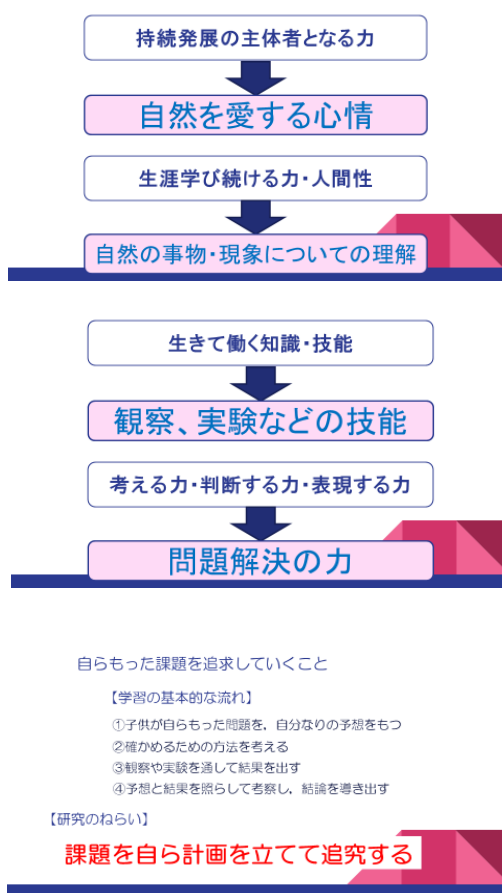 持続発展の主体者となる力
自然を愛する心情
生涯学び続ける力・人間性
自然の事物・現象についての理解
生きて働く知識・技能
観察、実験などの技能
考える力・判断する力・表現する力
問題解決の力
自らもった課題を追求していくこと
【学習の基本的な流れ】
①子供が自らもった問題を，自分なりの予想をもつ
②確かめるための方法を考える
③観察や実験を通して結果を出す
④予想と結果を照らして考察し，結論を導き出す
【研究のねらい】
課題を自ら計画を立てて追究する